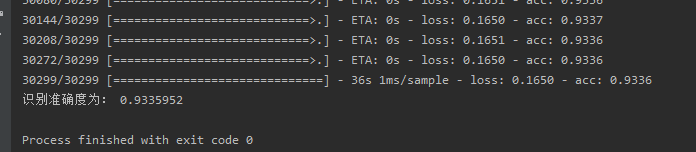 30080/30299 [============================>.] - ETA: 0s - loss: 0.1651 - acc: 0.9336
30144/30299 [============================>.] - ETA: 0s - loss: 0.1650 - acc: 0.9337
30208/30299 [============================>.] - ETA: 0s - loss: 0.1651 - acc: 0.9336
30272/30299 [============================>.] - ETA: 0s - loss: 0.1650 - acc: 0.9336
30299/30299 [==============================] - 36s 1ms/sample - loss: 0.1650 - acc: 0.9336
识别准确度为: 0.9335952
Process finished with exit code 0